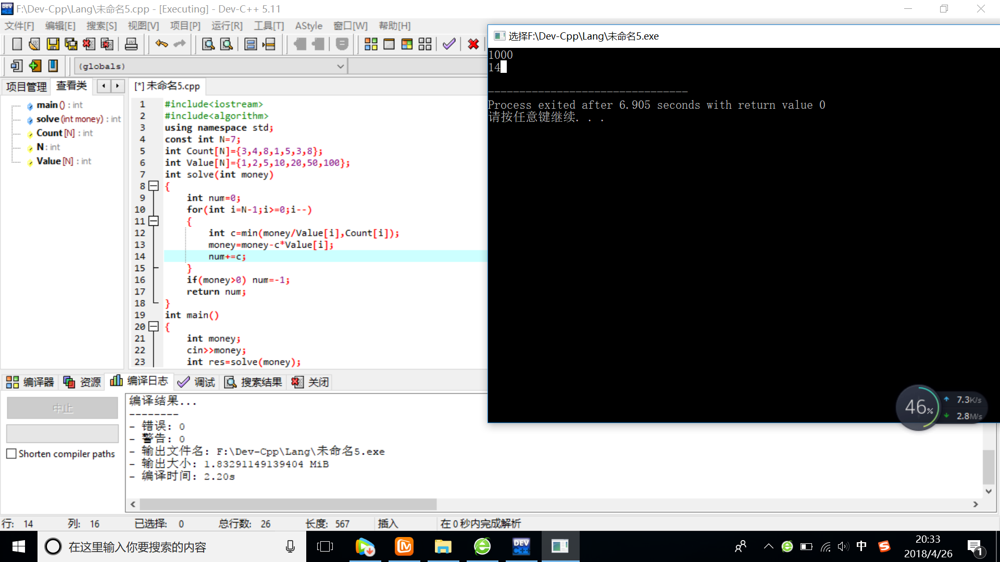 F:\Dev-Cpp\Lang\未命名5.cpp - [Executing] - Dev-C++ 5.11
文件[F] 编辑[E] 搜索[S] 视图[V] 项目[P] 运行[R] 工具[T] AStyle 窗口[W] 帮助[H]
(globals)
项目管理 查看类
main () : int
solve (int money) : int
Count [N] : int
N : int
Value [N] : int
[*] 未命名5.cpp
1 #include<iostream>
2 #include<algorithm>
3 using namespace std;
4 const int N=7;
5 int Count[N]={3,4,8,1,5,3,8};
6 int Value[N]={1,2,5,10,20,50,100};
7 int solve(int money)
8 {
9 int num=0;
10 for(int i=N-1;i>=0;i--)
11 {
12 int c=min(money/Value[i],Count[i]);
13 money=money-c*Value[i];
14 num+=c;
15 }
16 if(money>0) num=-1;
17 return num;
18 }
19 int main()
20 {
21 int money;
22 cin>>money;
23 int res=solve(money);
选择F:\Dev-Cpp\Lang\未命名5.exe
1000
14
--------------------------------
Process exited after 6.905 seconds with return value 0
请按任意键继续. . .
46%
7.3K/s
2.8M/s
编译器 资源 编译日志 调试 搜索结果 关闭
中止
Shorten compiler paths
编译结果...
--------
- 错误: 0
- 警告: 0
- 输出文件名: F:\Dev-Cpp\Lang\未命名5.exe
- 输出大小: 1.83291149139404 MiB
- 编译时间: 2.20s
行: 14 列: 16 已选择: 0 总行数: 26 长度: 567 插入 在 0 秒内完成解析
在这里输入你要搜索的内容
DEV C++
中
S
20:33
2018/4/26
1